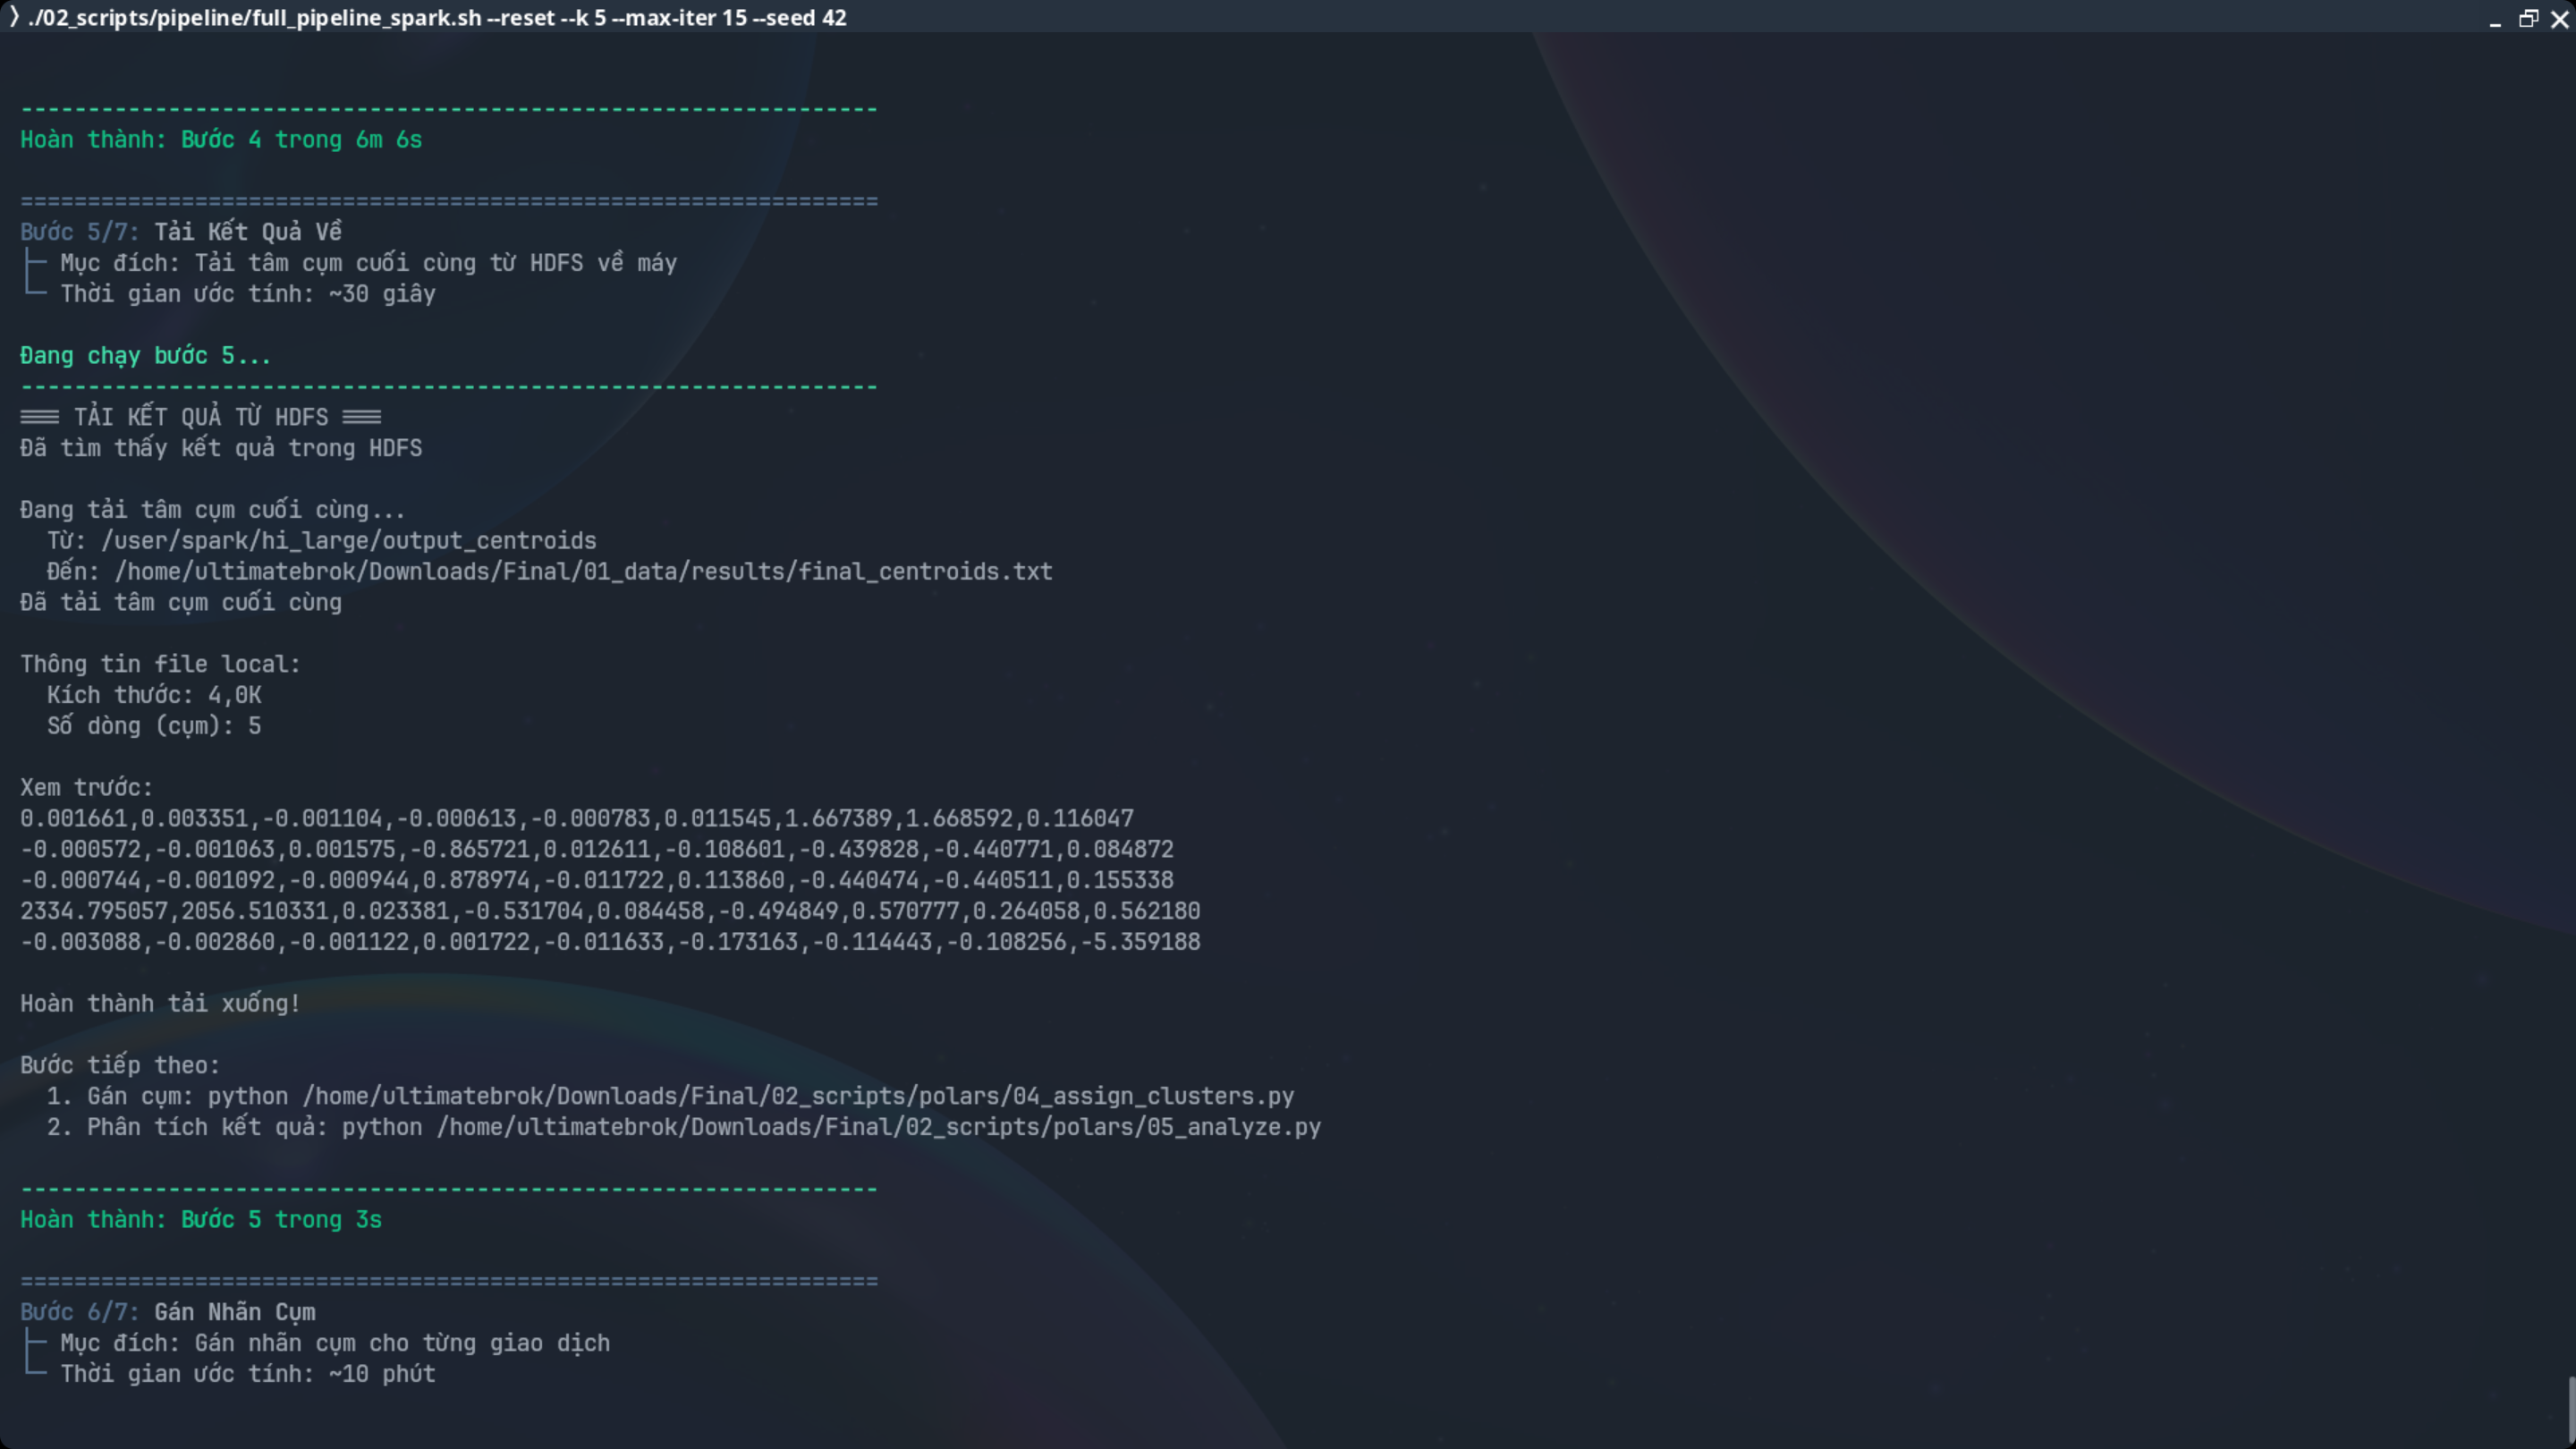 ❭ ./02_scripts/pipeline/full_pipeline_spark.sh --reset --k 5 --max-iter 15 --seed 42
----------------------------------------------------------------
Hoàn thành: Bước 4 trong 6m 6s
================================================================
Bước 5/7: Tải Kết Quả Về
├─ Mục đích: Tải tâm cụm cuối cùng từ HDFS về máy
└─ Thời gian ước tính: ~30 giây
Đang chạy bước 5...
----------------------------------------------------------------
=== TẢI KẾT QUẢ TỪ HDFS ===
Đã tìm thấy kết quả trong HDFS
Đang tải tâm cụm cuối cùng...
Từ: /user/spark/hi_large/output_centroids
Đến: /home/ultimatebrok/Downloads/Final/01_data/results/final_centroids.txt
Đã tải tâm cụm cuối cùng
Thông tin file local:
Kích thước: 4,0K
Số dòng (cụm): 5
Xem trước:
0.001661,0.003351,-0.001104,-0.000613,-0.000783,0.011545,1.667389,1.668592,0.116047
-0.000572,-0.001063,0.001575,-0.865721,0.012611,-0.108601,-0.439828,-0.440771,0.084872
-0.000744,-0.001092,-0.000944,0.878974,-0.011722,0.113860,-0.440474,-0.440511,0.155338
2334.795057,2056.510331,0.023381,-0.531704,0.084458,-0.494849,0.570777,0.264058,0.562180
-0.003088,-0.002860,-0.001122,0.001722,-0.011633,-0.173163,-0.114443,-0.108256,-5.359188
Hoàn thành tải xuống!
Bước tiếp theo:
1. Gán cụm: python /home/ultimatebrok/Downloads/Final/02_scripts/polars/04_assign_clusters.py
2. Phân tích kết quả: python /home/ultimatebrok/Downloads/Final/02_scripts/polars/05_analyze.py
----------------------------------------------------------------
Hoàn thành: Bước 5 trong 3s
================================================================
Bước 6/7: Gán Nhãn Cụm
├─ Mục đích: Gán nhãn cụm cho từng giao dịch
└─ Thời gian ước tính: ~10 phút